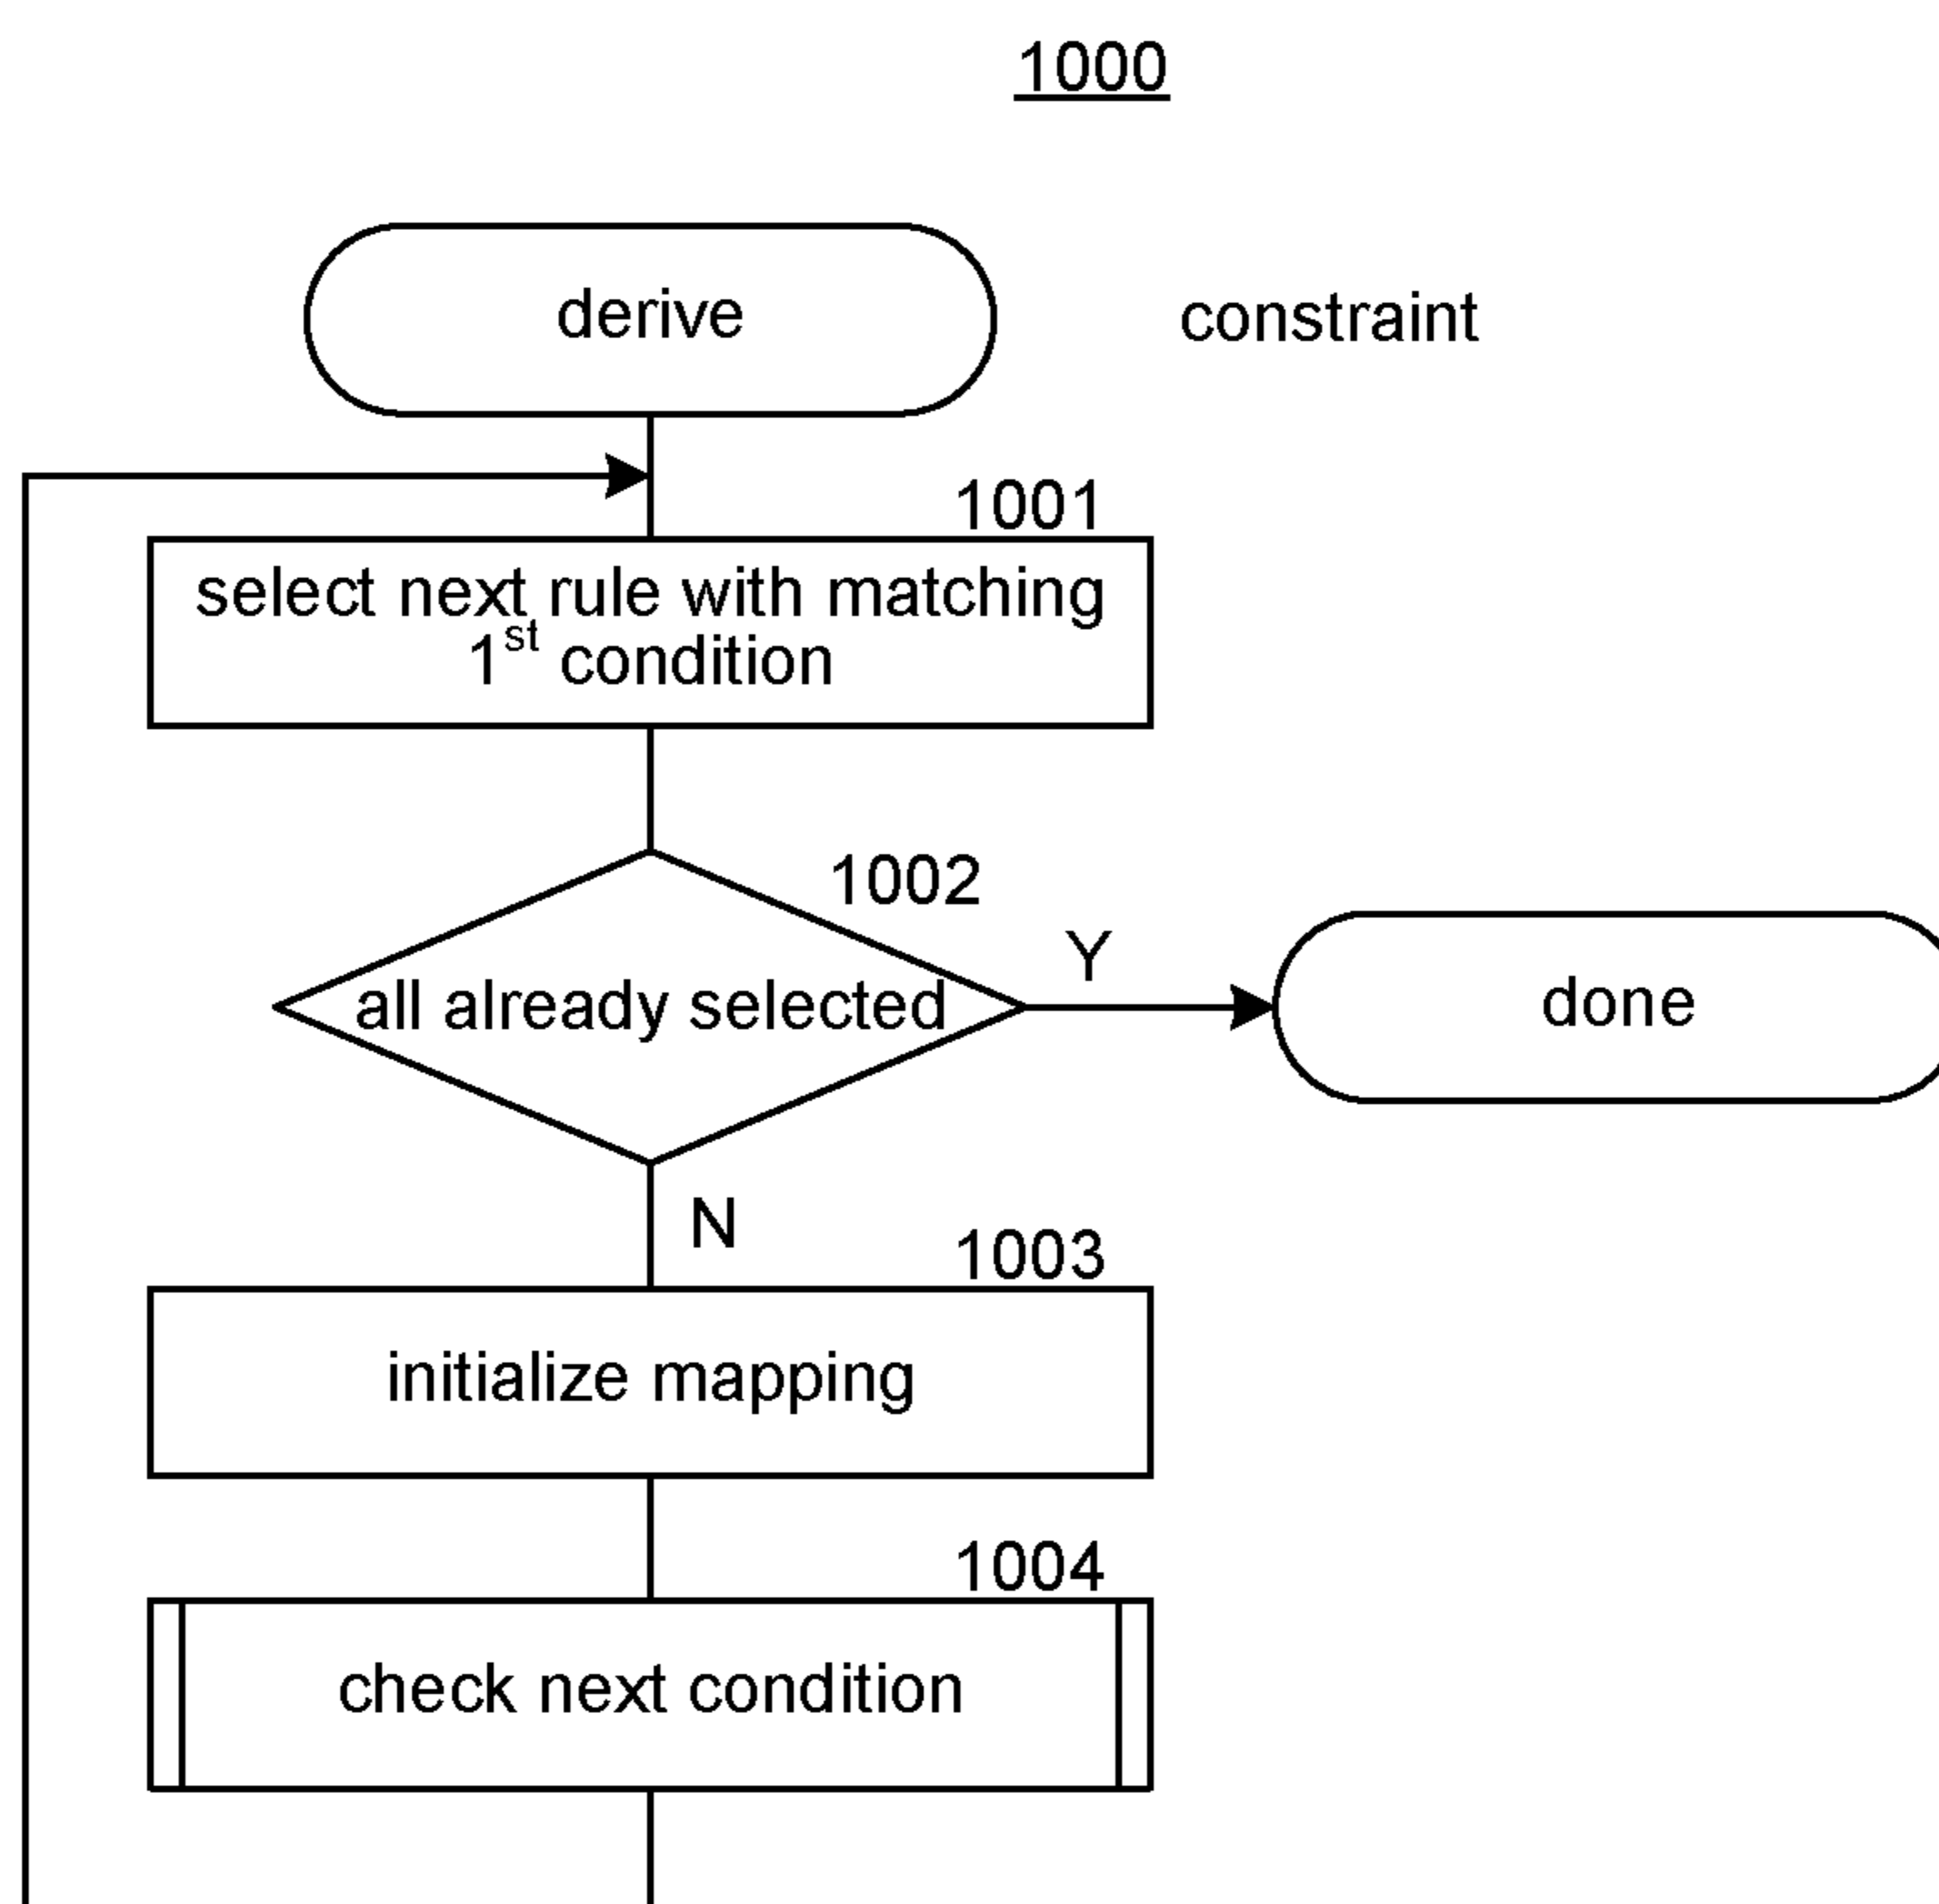 1000
derive
constraint
1001
select next rule with matching
1st condition
1002
all already selected
Y
done
N
1003
initialize mapping
1004
check next condition